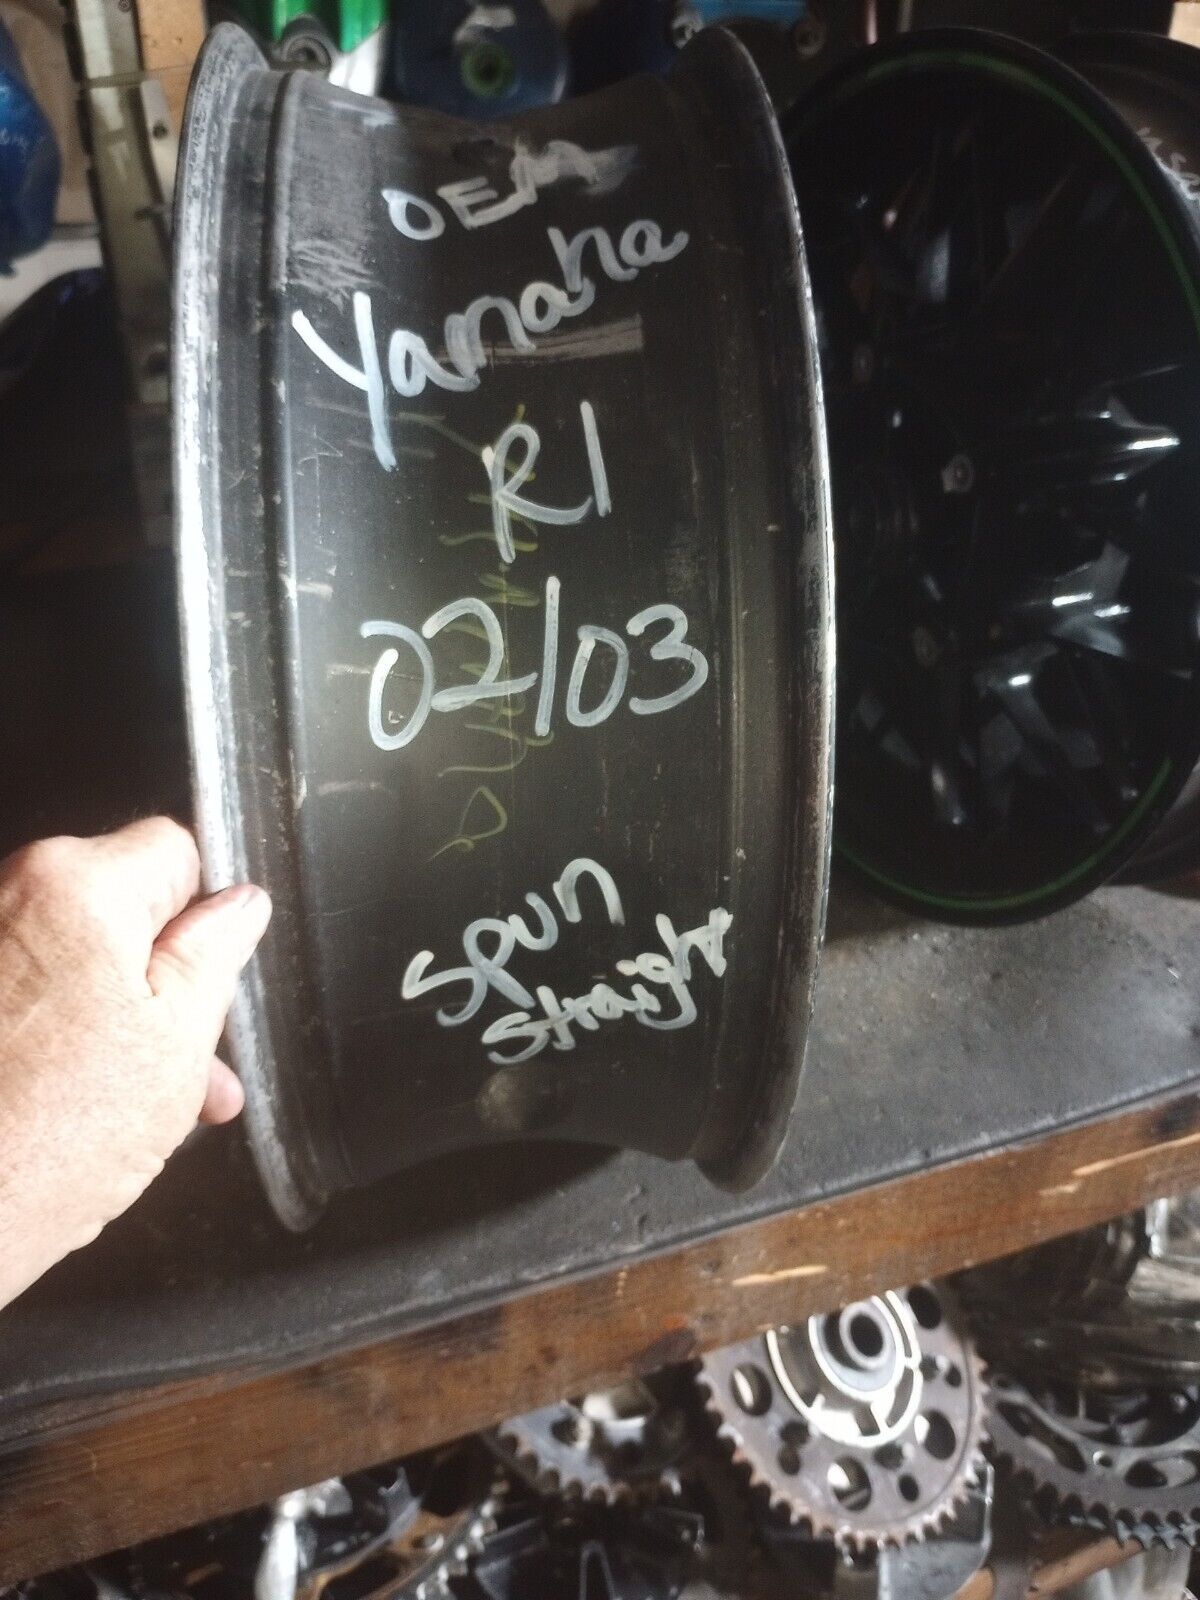 OEM
Yamaha
R1
02/03
Spun
straight